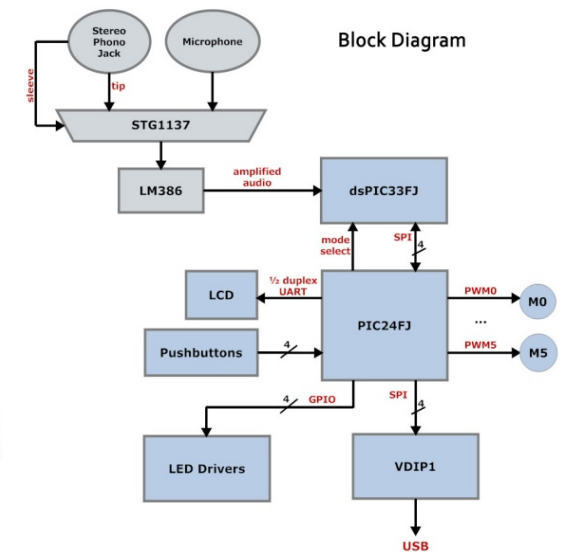 Block Diagram
Stereo
Phono
Jack
Microphone
sleeve
tip
STG1137
LM386
amplified
audio
dsPIC33FJ
mode
select
SPI
4
LCD
½ duplex
UART
PIC24FJ
PWM0
M0
...
Pushbuttons
4
PWM5
M5
4
GPIO
SPI
4
LED Drivers
VDIP1
USB